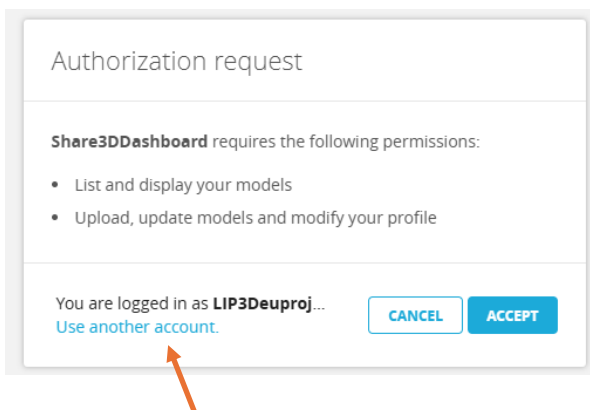 Authorization request
Share3DDashboard requires the following permissions:
• List and display your models
• Upload, update models and modify your profile
You are logged in as LIP3Deuproj...
Use another account.
CANCEL
ACCEPT